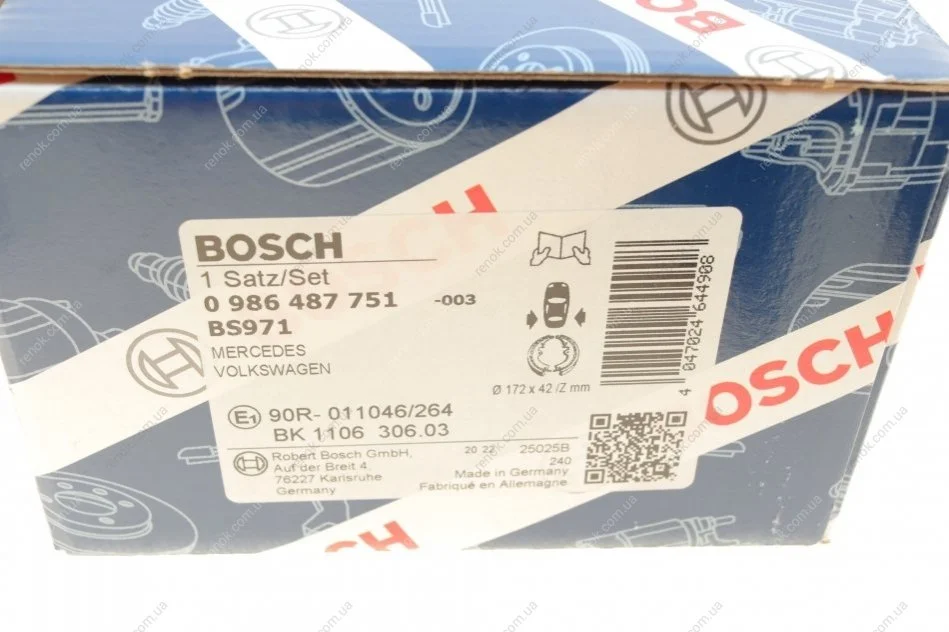 BOSCH
1 Satz/Set
0 986 487 751 -003
BS971
MERCEDES
VOLKSWAGEN
Ø 172 x 42 /Z mm
4 047024 644908
E1 90R- 011046/264
BK 1106 306.03
Robert Bosch GmbH,
Auf der Breit 4,
76227 Karlsruhe
Germany
20 22 25025B
240
Made in Germany
Fabriqué en Allemagne
BOSCH
renok.com.ua